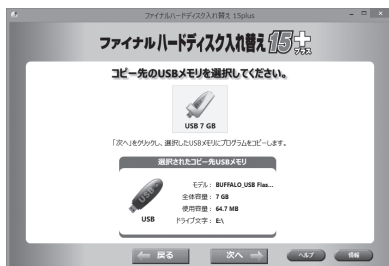 ファイナルハードディスク入れ替え 15plus
ファイナルハードディスク入れ替え 15+プラス
コピー先のUSBメモリを選択してください。
USB 7 GB
「次へ」をクリックし、選択したUSBメモリにプログラムをコピーします。
選択されたコピー先USBメモリ
モデル： BUFFALO_USB Flas...
全体容量： 7 GB
使用容量： 64.7 MB
ドライブ文字： E:\
USB
USB
戻る
次へ
ヘルプ
情報